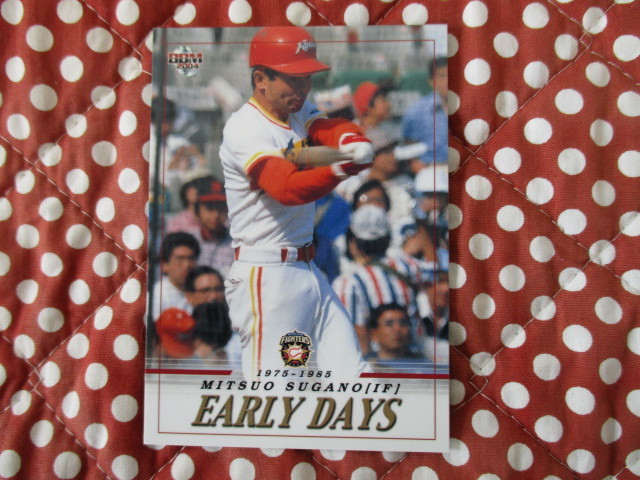 BBM
2004
FIGHTERS
1975-1985
MITSUO SUGANO[IF]
EARLY DAYS